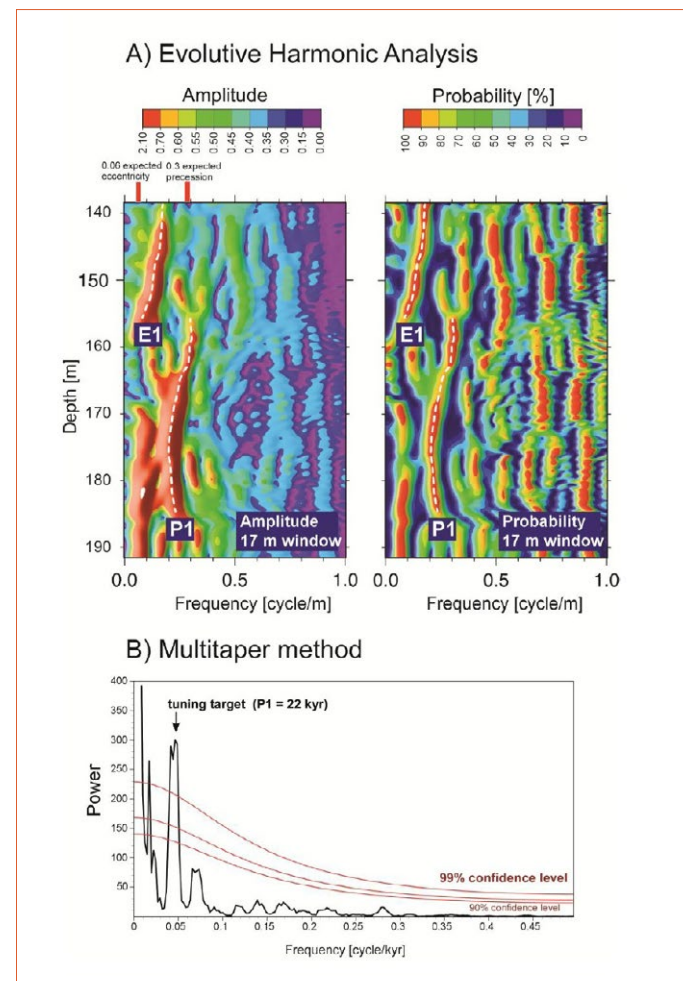 A) Evolutive Harmonic Analysis
Amplitude
2.10 0.70 0.60 0.55 0.50 0.45 0.40 0.35 0.30 0.15 0.00
Probability [%]
100 90 80 70 60 50 40 30 20 10 0
0.06 expected
eccentricity
0.3 expected
precession
140
150
160
170
180
190
Depth [m]
E1
P1
Amplitude
17 m window
E1
P1
Probability
17 m window
0.0 0.5 1.0
0.0 0.5 1.0
Frequency [cycle/m]
Frequency [cycle/m]
B) Multitaper method
400
350
300
250
200
150
100
50
Power
tuning target (P1 = 22 kyr)
99% confidence level
90% confidence level
0 0.05 0.1 0.15 0.2 0.25 0.3 0.35 0.4 0.45
Frequency [cycle/kyr]